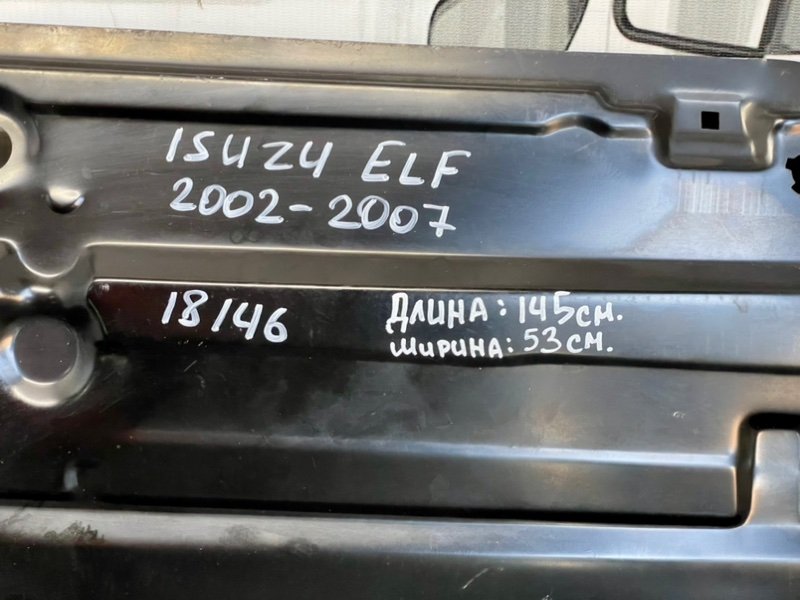 ISUZU ELF
2002-2007
18/46
ДЛИНА: 145см.
ШИРИНА: 53см.